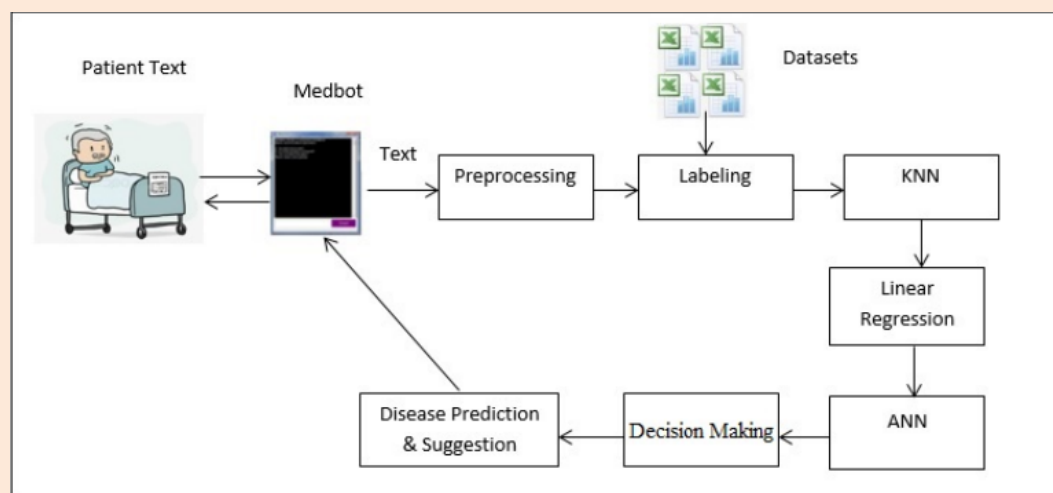 Patient Text
Medbot
Datasets
Text
Preprocessing
Labeling
KNN
Linear
Regression
ANN
Decision Making
Disease Prediction
& Suggestion